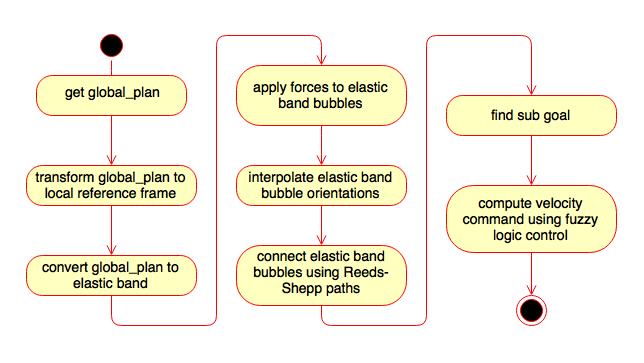 get global_plan
transform global_plan to
local reference frame
convert global_plan to
elastic band
apply forces to elastic
band bubbles
interpolate elastic band
bubble orientations
connect elastic band
bubbles using Reeds-
Shepp paths
find sub goal
compute velocity
command using fuzzy
logic control